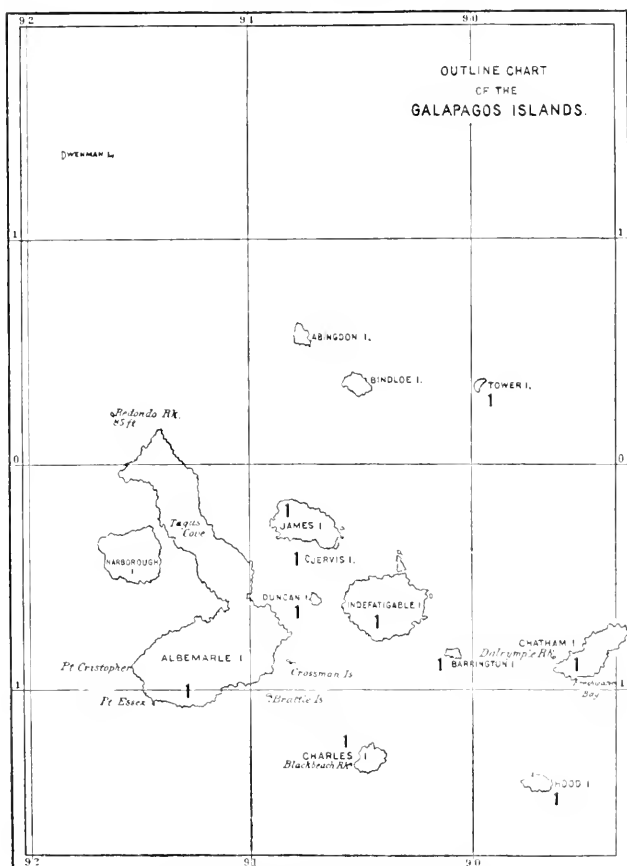 92
91
90
OUTLINE CHART
OF THE
GALAPAGOS ISLANDS.
WENMAN I.
1
1
ABINGDON I.
BINDLOE I.
TOWER I.
1
Redondo Rk.
85 ft
0
0
1
JAMES I
Tagus
Cove
NARBOROUGH
I
1
JERVIS I.
DUNCAN I.
1
INDEFATIGABLE I
1
CHATHAM I
Dalrymple Rk
1
ALBEMARLE I
1
Pt Cristopher
Crossman Is
1
BARRINGTON I
Bay
1
1
Pt Essex
Brattle Is
1
CHARLES I
Blackbeach Rk
HOOD I
1
92
91
90